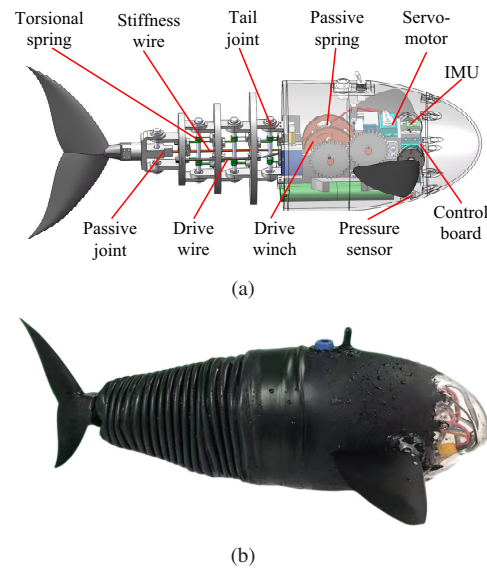 Torsional
spring
Stiffness
wire
Tail
joint
Passive
spring
Servo-
motor
IMU
Passive
joint
Drive
wire
Drive
winch
Pressure
sensor
Control
board
(a)
(b)